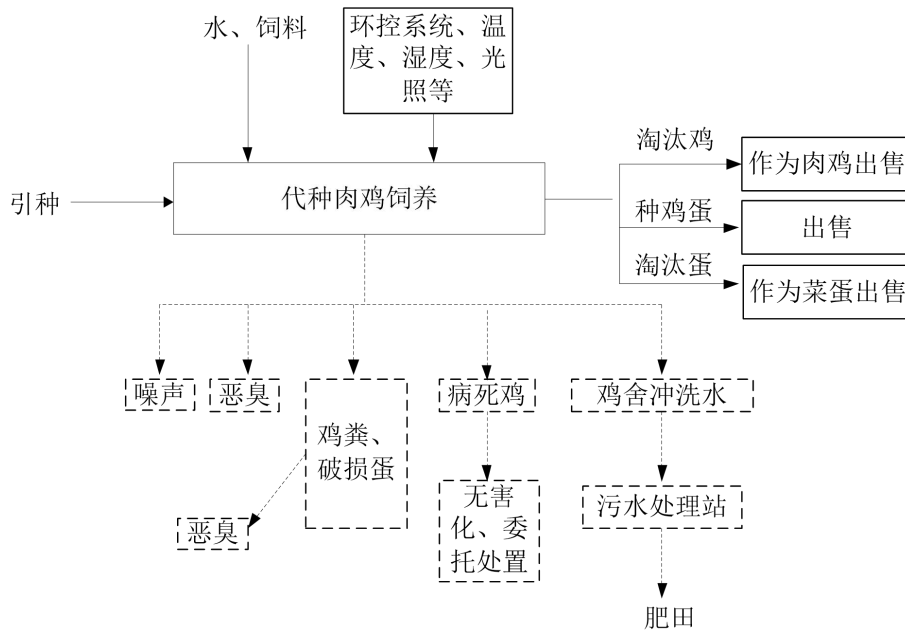 水、饲料
环控系统、温
度、湿度、光
照等
淘汰鸡
作为肉鸡出售
引种
代种肉鸡饲养
种鸡蛋
出售
淘汰蛋
作为菜蛋出售
噪声
恶臭
鸡粪、
破损蛋
病死鸡
鸡舍冲洗水
恶臭
无害
化、委
托处置
污水处理站
肥田